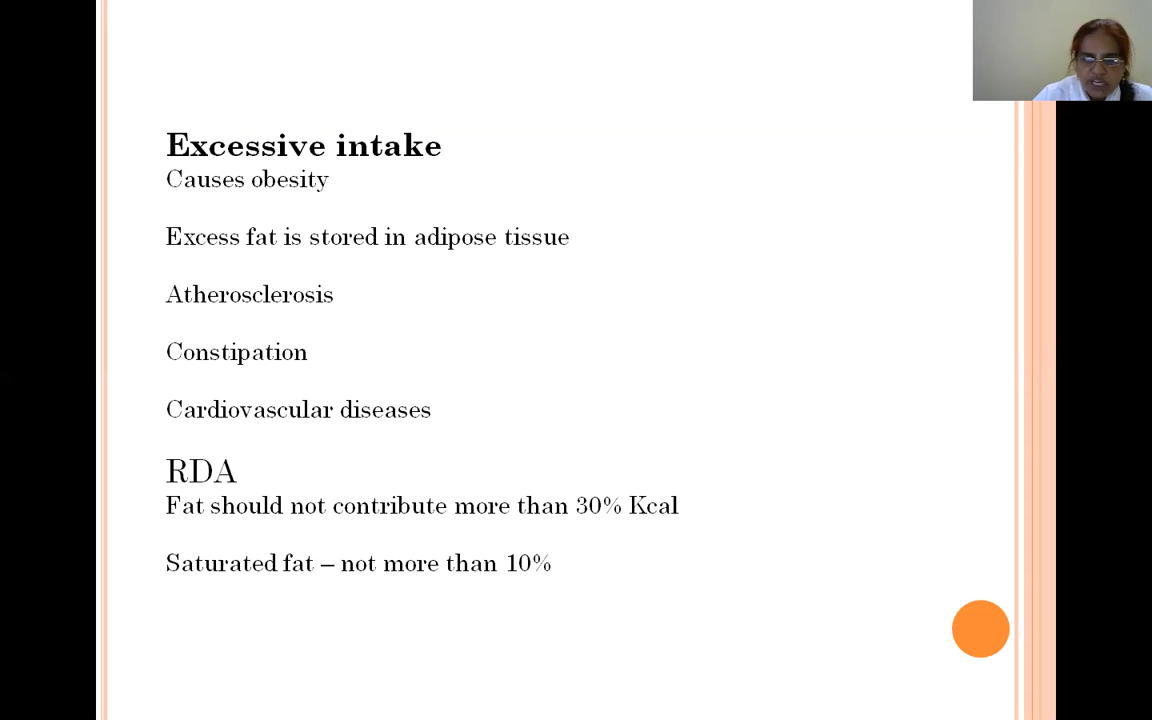 Excessive intake
Causes obesity
Excess fat is stored in adipose tissue
Atherosclerosis
Constipation
Cardiovascular diseases
RDA
Fat should not contribute more than 30% Kcal
Saturated fat – not more than 10%